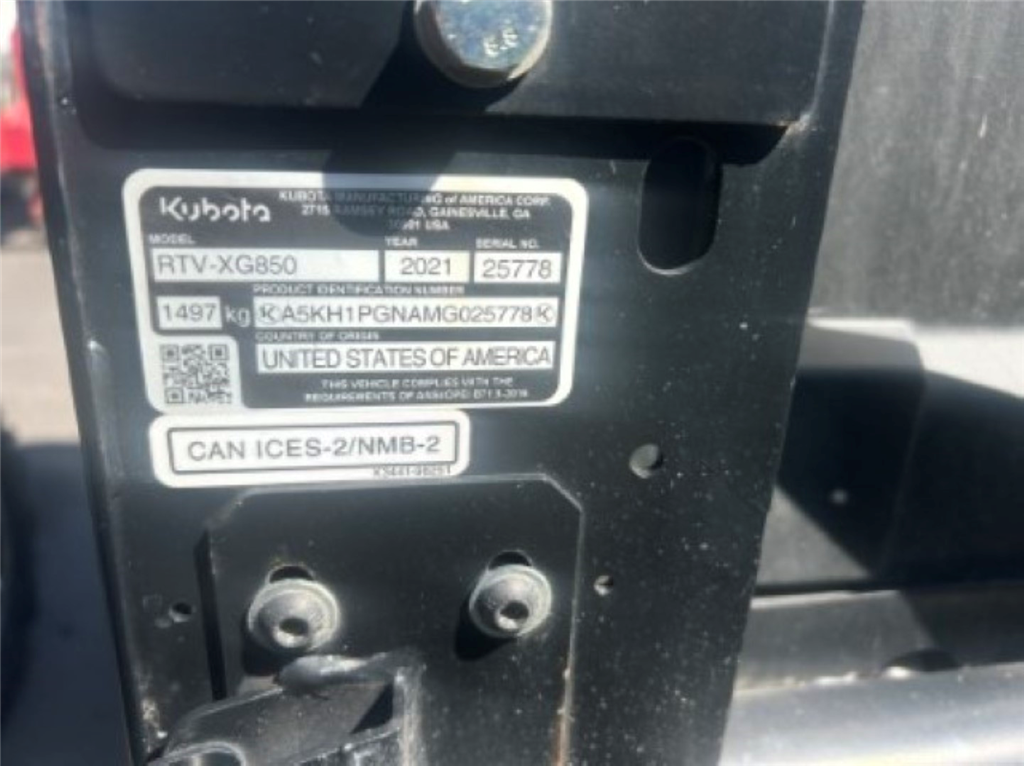 Kubota
KUBOTA MANUFACTURING of AMERICA CORP.
2715 RAMSEY ROAD, GAINESVILLE, GA
30501 USA
MODEL YEAR SERIAL NO.
RTV-XG850 2021 25778
PRODUCT IDENTIFICATION NUMBER
1497 kg A5KH1PGNAMG025778
COUNTRY OF ORIGIN
UNITED STATES OF AMERICA
THIS VEHICLE COMPLIES WITH THE
REQUIREMENTS OF
CAN ICES-2/NMB-2